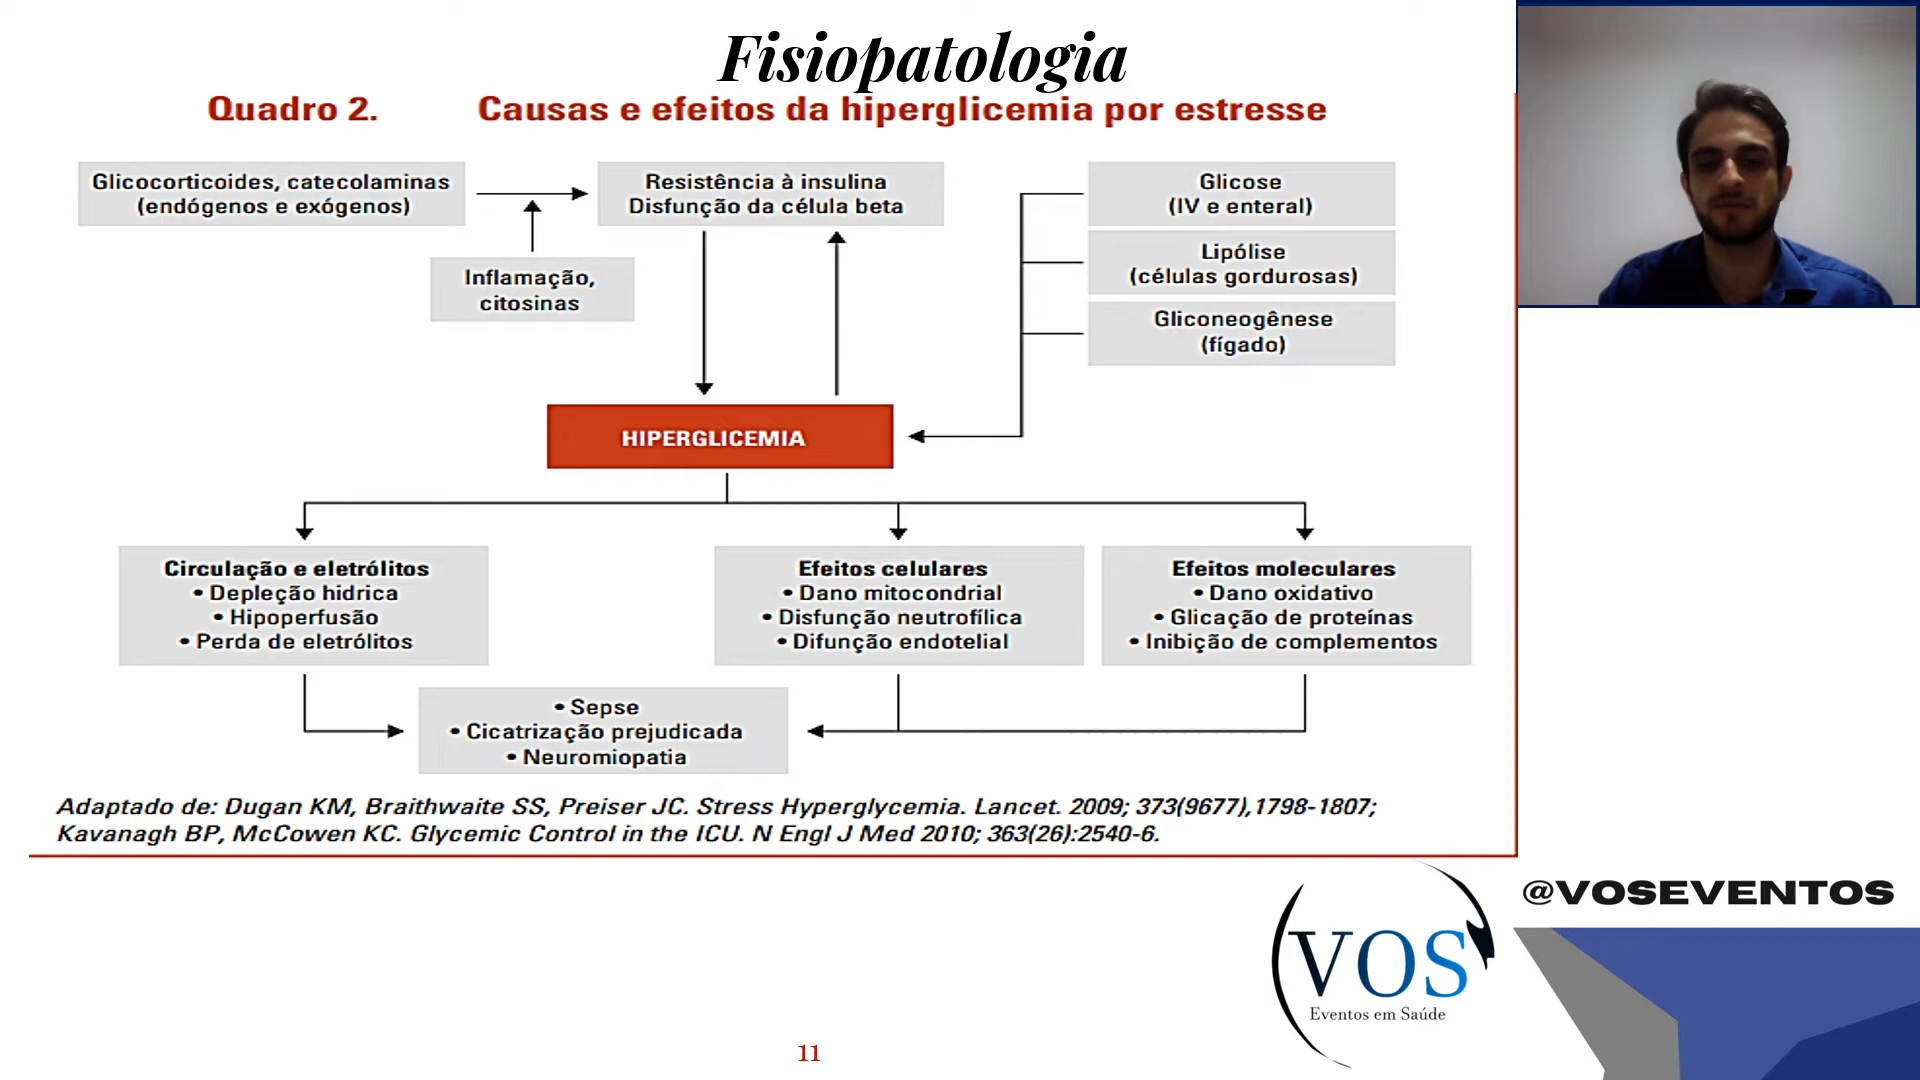 Fisiopatologia
Quadro 2. Causas e efeitos da hiperglicemia por estresse
Glicocorticoides, catecolaminas
(endógenos e exógenos)
Resistência à insulina
Disfunção da célula beta
Glicose
(IV e enteral)
Lipólise
(células gordurosas)
Gliconeogênese
(fígado)
Inflamação,
citosinas
HIPERGLICEMIA
Circulação e eletrólitos
• Depleção hidrica
• Hipoperfusão
• Perda de eletrólitos
Efeitos celulares
• Dano mitocondrial
• Disfunção neutrofílica
• Difunção endotelial
Efeitos moleculares
• Dano oxidativo
• Glicação de proteínas
• Inibição de complementos
• Sepse
• Cicatrização prejudicada
• Neuromiopatia
Adaptado de: Dugan KM, Braithwaite SS, Preiser JC. Stress Hyperglycemia. Lancet. 2009; 373(9677),1798-1807;
Kavanagh BP, McCowen KC. Glycemic Control in the ICU. N Engl J Med 2010; 363(26):2540-6.
@VOSEVENTOS
VOS
Eventos em Saúde
11